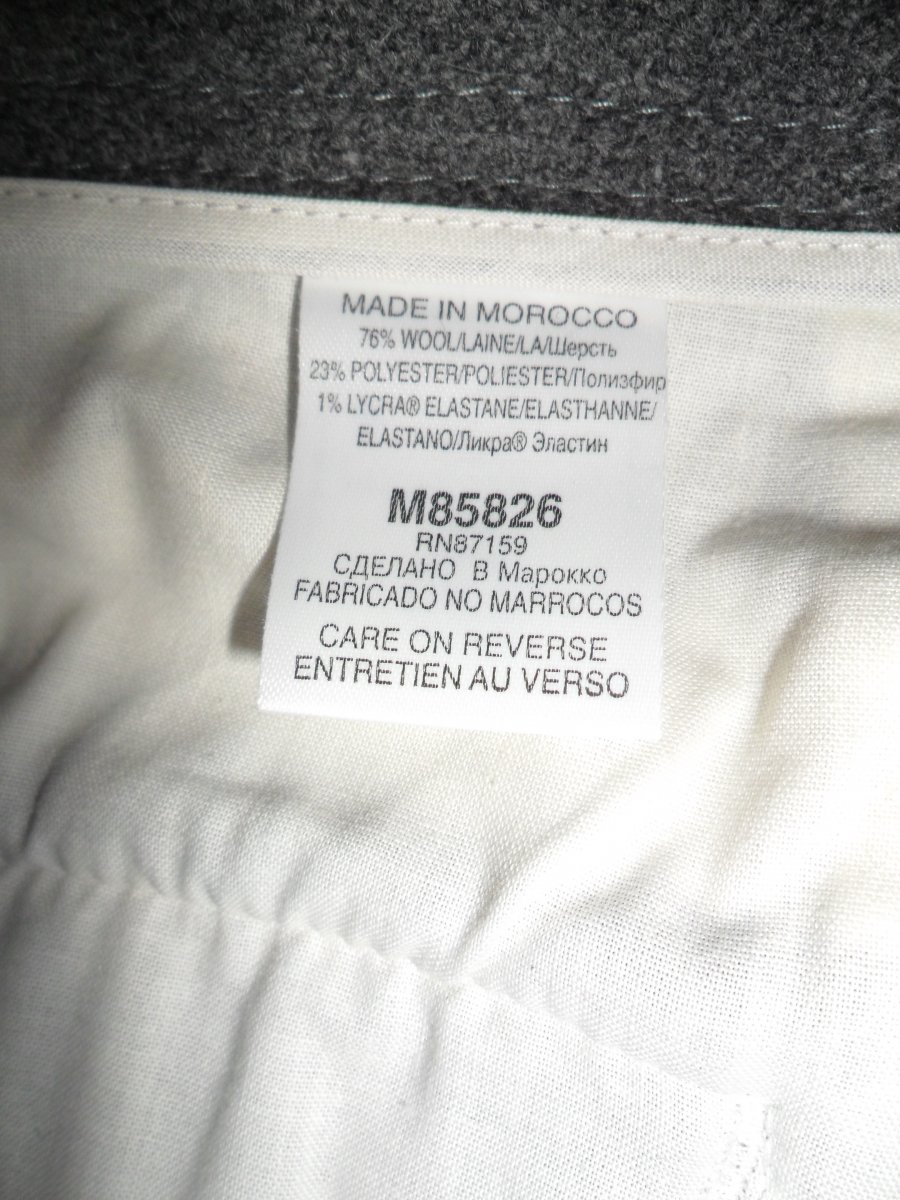 MADE IN MOROCCO
76% WOOL/LAINE/LA/Шерсть
23% POLYESTER/POLIESTER/Полиэфир
1% LYCRA® ELASTANE/ELASTHANNE/
ELASTANO/Ликра® Эластин
M85826
RN87159
СДЕЛАНО В Марокко
FABRICADO NO MARROCOS
CARE ON REVERSE
ENTRETIEN AU VERSO